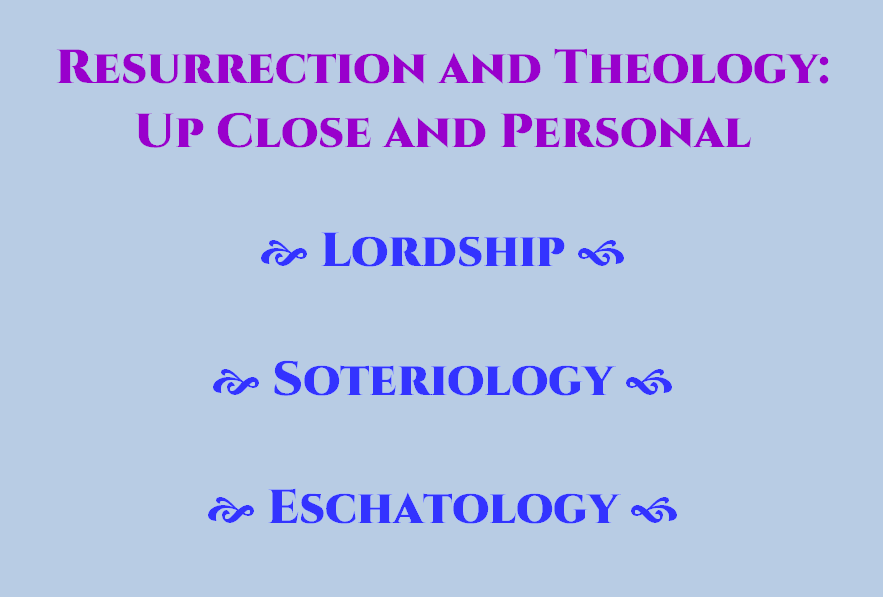 Resurrection and Theology:
Up Close and Personal
Lordship
Soteriology
Eschatology